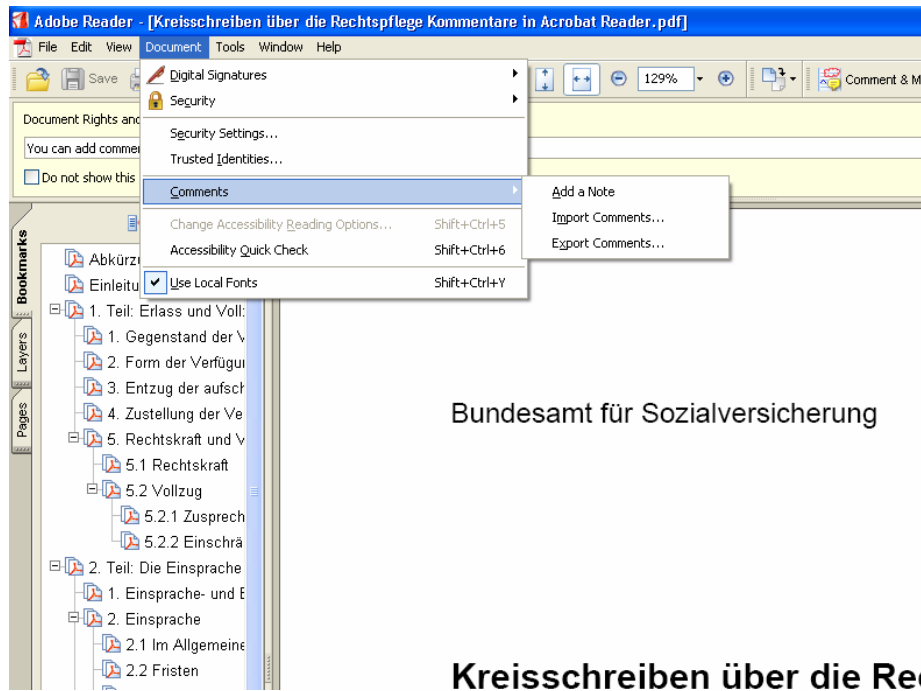 Adobe Reader - [Kreisschreiben über die Rechtspflege Kommentare in Acrobat Reader.pdf]
File Edit View Document Tools Window Help
Save 129% Comment & M
Digital Signatures
Security
Security Settings...
Trusted Identities...
Comments
Change Accessibility Reading Options... Shift+Ctrl+5
Accessibility Quick Check Shift+Ctrl+6
Use Local Fonts Shift+Ctrl+Y
Add a Note
Import Comments...
Export Comments...
Document Rights and
You can add comme
Do not show this
Bookmarks
Layers
Pages
Abkürzu
Einleitu
1. Teil: Erlass und Voll:
1. Gegenstand der V
2. Form der Verfügu
3. Entzug der aufsch
4. Zustellung der Ve
5. Rechtskraft und V
5.1 Rechtskraft
5.2 Vollzug
5.2.1 Zusprech
5.2.2 Einschrä
2. Teil: Die Einsprache
1. Einsprache- und B
2. Einsprache
2.1 Im Allgemeine
2.2 Fristen
Bundesamt für Sozialversicherung
Kreisschreiben über die Re